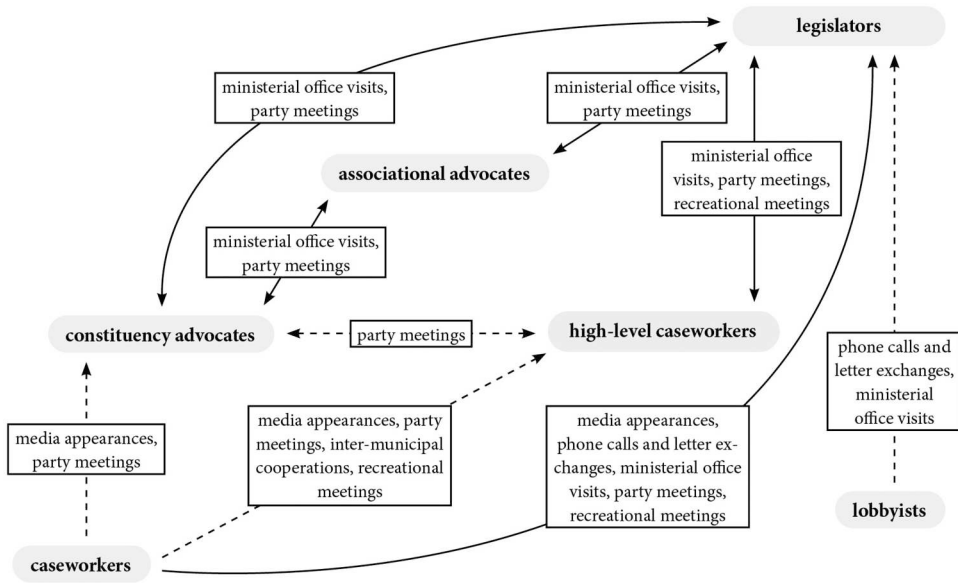 legislators
ministerial office visits,
party meetings
ministerial office visits,
party meetings
associational advocates
ministerial office
visits, party meetings,
recreational meetings
ministerial office visits,
party meetings
constituency advocates
party meetings
high-level caseworkers
phone calls and
letter exchanges,
ministerial
office visits
media appearances,
party meetings
media appearances, party
meetings, inter-municipal
cooperations, recreational
meetings
media appearances,
phone calls and letter ex-
changes, ministerial office
visits, party meetings,
recreational meetings
lobbyists
caseworkers